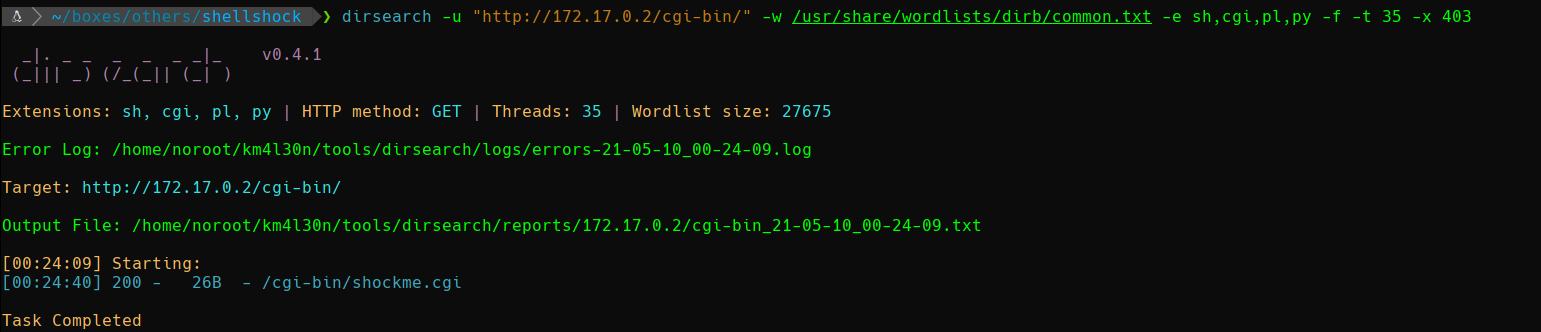 ~/boxes/others/shellshock ❯ dirsearch -u "http://172.17.0.2/cgi-bin/" -w /usr/share/wordlists/dirb/common.txt -e sh,cgi,pl,py -f -t 35 -x 403
_|. _ _  _  _  _ _|_    v0.4.1
(_||| _) (/_(_|| (_| )
Extensions: sh, cgi, pl, py | HTTP method: GET | Threads: 35 | Wordlist size: 27675
Error Log: /home/noroot/km4l30n/tools/dirsearch/logs/errors-21-05-10_00-24-09.log
Target: http://172.17.0.2/cgi-bin/
Output File: /home/noroot/km4l30n/tools/dirsearch/reports/172.17.0.2/cgi-bin_21-05-10_00-24-09.txt
[00:24:09] Starting:
[00:24:40] 200 -   26B  - /cgi-bin/shockme.cgi
Task Completed